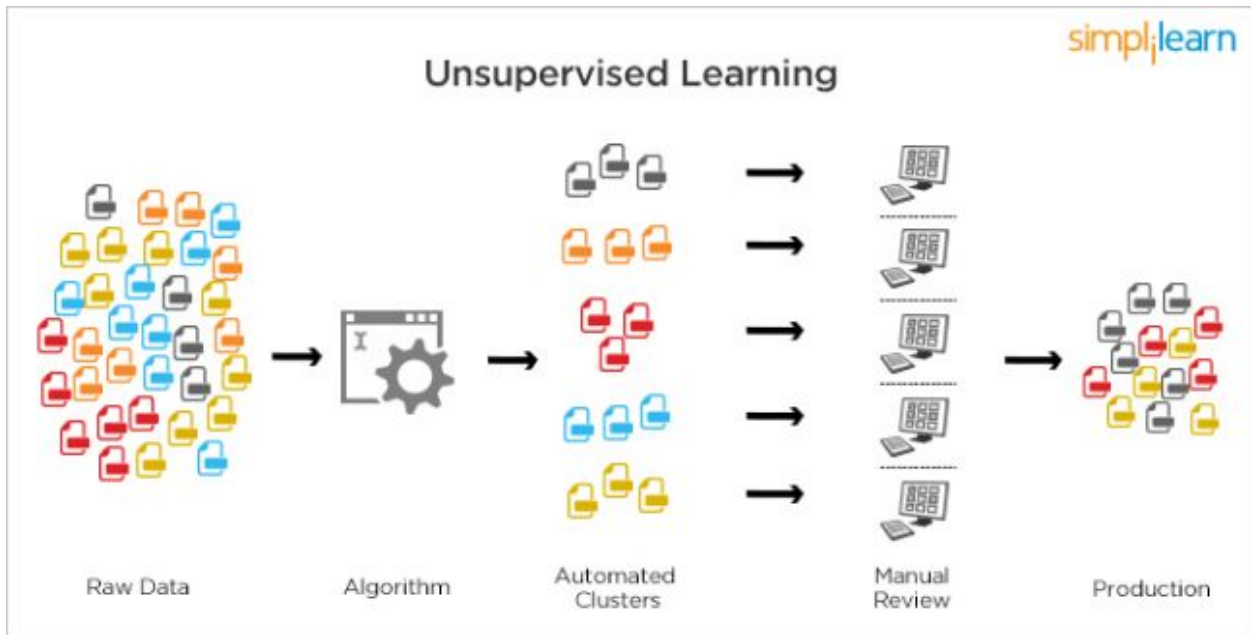 simplilearn
Unsupervised Learning
Raw Data
Algorithm
Automated
Clusters
Manual
Review
Production